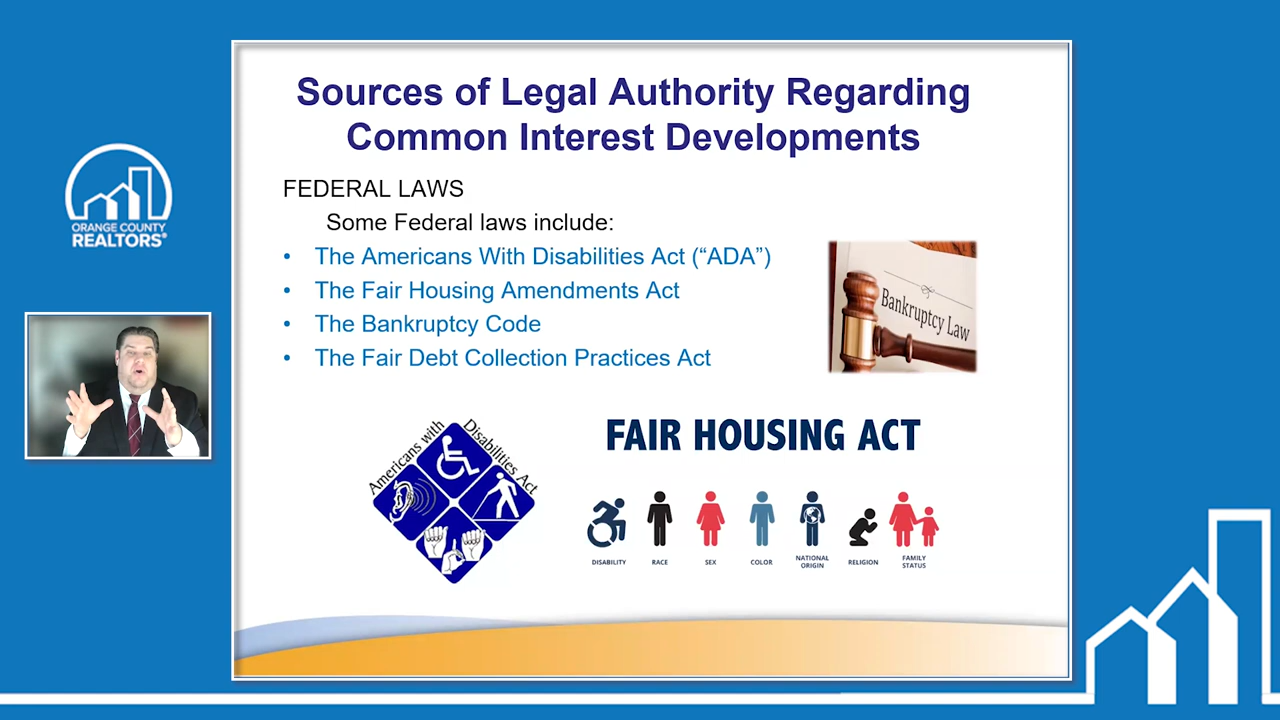 Sources of Legal Authority Regarding
Common Interest Developments
FEDERAL LAWS
Some Federal laws include:
• The Americans With Disabilities Act (“ADA”)
• The Fair Housing Amendments Act
• The Bankruptcy Code
• The Fair Debt Collection Practices Act
Bankruptcy Law
ORANGE COUNTY
REALTORS®
Americans with Disabilities Act
FAIR HOUSING ACT
DISABILITY
RACE
SEX
COLOR
NATIONAL
ORIGIN
RELIGION
FAMILY
STATUS